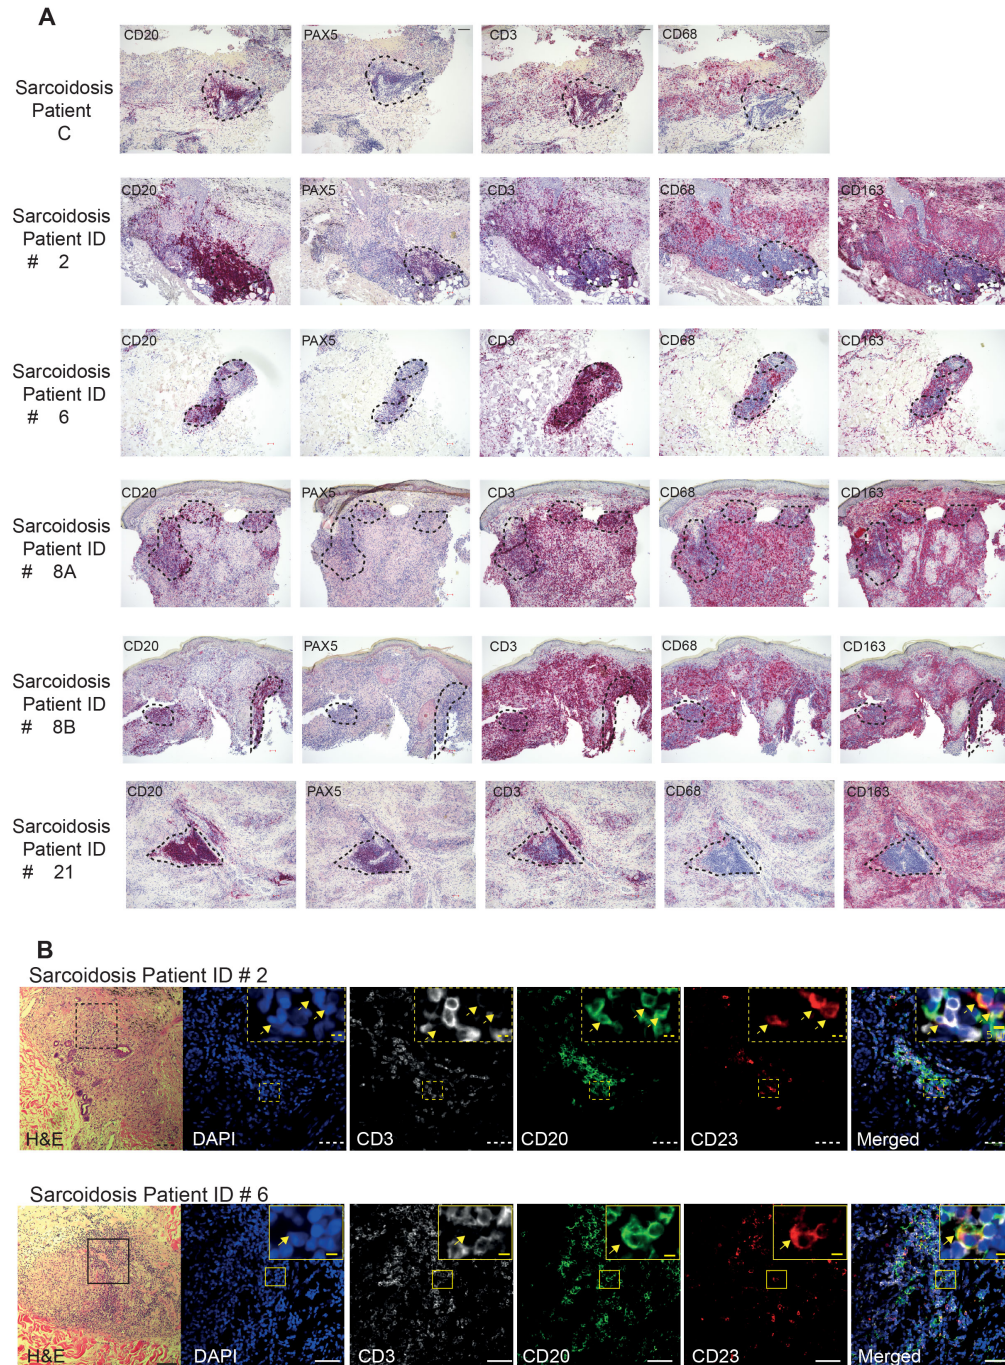 A
CD20 PAX5 CD3 CD68
Sarcoidosis
Patient
C
CD20 PAX5 CD3 CD68 CD163
Sarcoidosis
Patient ID
# 2
CD20 PAX5 CD3 CD68 CD163
Sarcoidosis
Patient ID
# 6
CD20 PAX5 CD3 CD68 CD163
Sarcoidosis
Patient ID
# 8A
CD20 PAX5 CD3 CD68 CD163
Sarcoidosis
Patient ID
# 8B
CD20 PAX5 CD3 CD68 CD163
Sarcoidosis
Patient ID
# 21
B
Sarcoidosis Patient ID # 2
H&E DAPI CD3 CD20 CD23 Merged
Sarcoidosis Patient ID # 6
H&E DAPI CD3 CD20 CD23 Merged